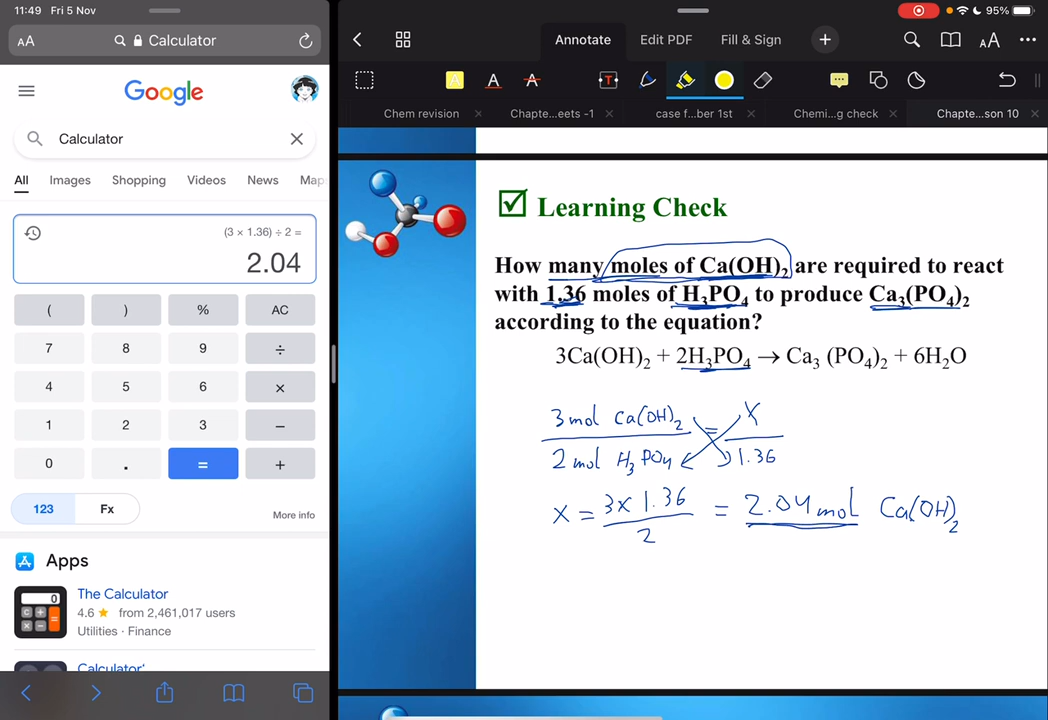 11:49 Fri 5 Nov
95%
AA Calculator
Google
Calculator
All Images Shopping Videos News Map
(3 × 1.36) ÷ 2 =
2.04
( ) % AC
7 8 9 ÷
4 5 6 ×
1 2 3 −
0 . = +
123 Fx
More info
Apps
The Calculator
4.6 ★ from 2,461,017 users
Utilities · Finance
Calculator'
Annotate Edit PDF Fill & Sign +
AA
A A A T
Chem revision × Chapte...eets -1 × case f...ber 1st × Chemi...g check × Chapte...son 10 ×
Learning Check
How many moles of Ca(OH)₂ are required to react
with 1.36 moles of H₃PO₄ to produce Ca₃(PO₄)₂
according to the equation?
3Ca(OH)₂ + 2H₃PO₄ → Ca₃ (PO₄)₂ + 6H₂O
3 mol Ca(OH)₂ = X
2 mol H₃PO₄ 1.36
X = 3 x 1.36 = 2.04 mol Ca(OH)₂
2